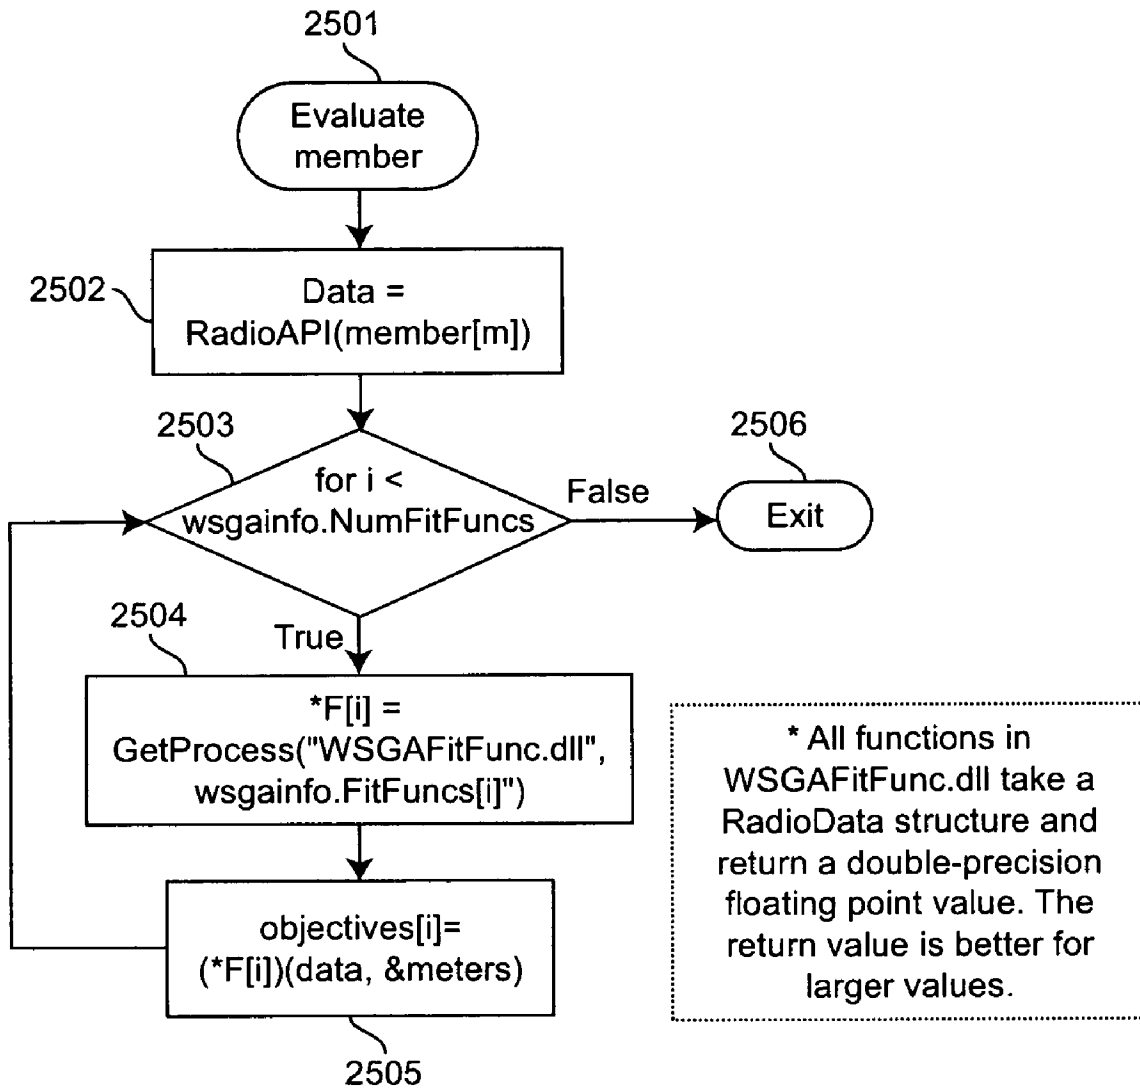 2501
Evaluate
member
2502
Data =
RadioAPI(member[m])
2503
for i <
wsgainfo.NumFitFuncs
False
2506
Exit
2504
True
*F[i] =
GetProcess("WSGAFitFunc.dll",
wsgainfo.FitFuncs[i]")
objectives[i]=
(*F[i])(data, &meters)
2505
* All functions in
WSGAFitFunc.dll take a
RadioData structure and
return a double-precision
floating point value. The
return value is better for
larger values.